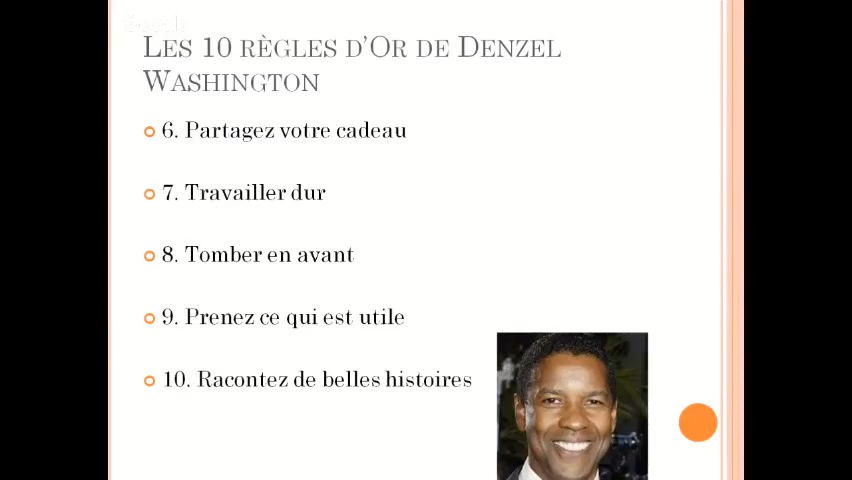 Les 10 règles d'Or de Denzel
Washington
6. Partagez votre cadeau
7. Travailler dur
8. Tomber en avant
9. Prenez ce qui est utile
10. Racontez de belles histoires